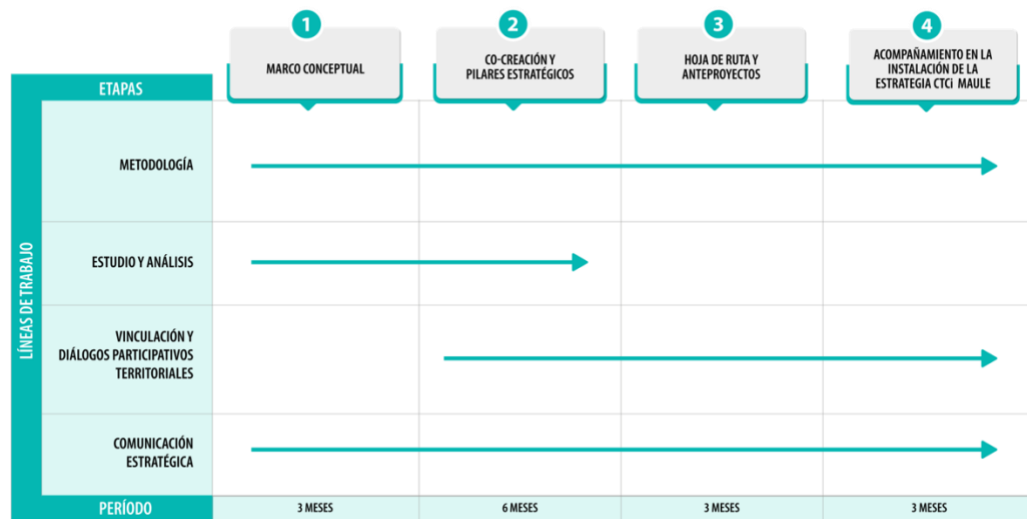 1
2
3
4
MARCO CONCEPTUAL
CO-CREACIÓN Y
PILARES ESTRATÉGICOS
HOJA DE RUTA Y
ANTEPROYECTOS
ACOMPAÑAMIENTO EN LA
INSTALACIÓN DE LA
ESTRATEGIA CTCi MAULE
ETAPAS
LÍNEAS DE TRABAJO
METODOLOGÍA
ESTUDIO Y ANÁLISIS
VINCULACIÓN Y
DIÁLOGOS PARTICIPATIVOS
TERRITORIALES
COMUNICACIÓN
ESTRATÉGICA
PERÍODO
3 MESES
6 MESES
3 MESES
3 MESES